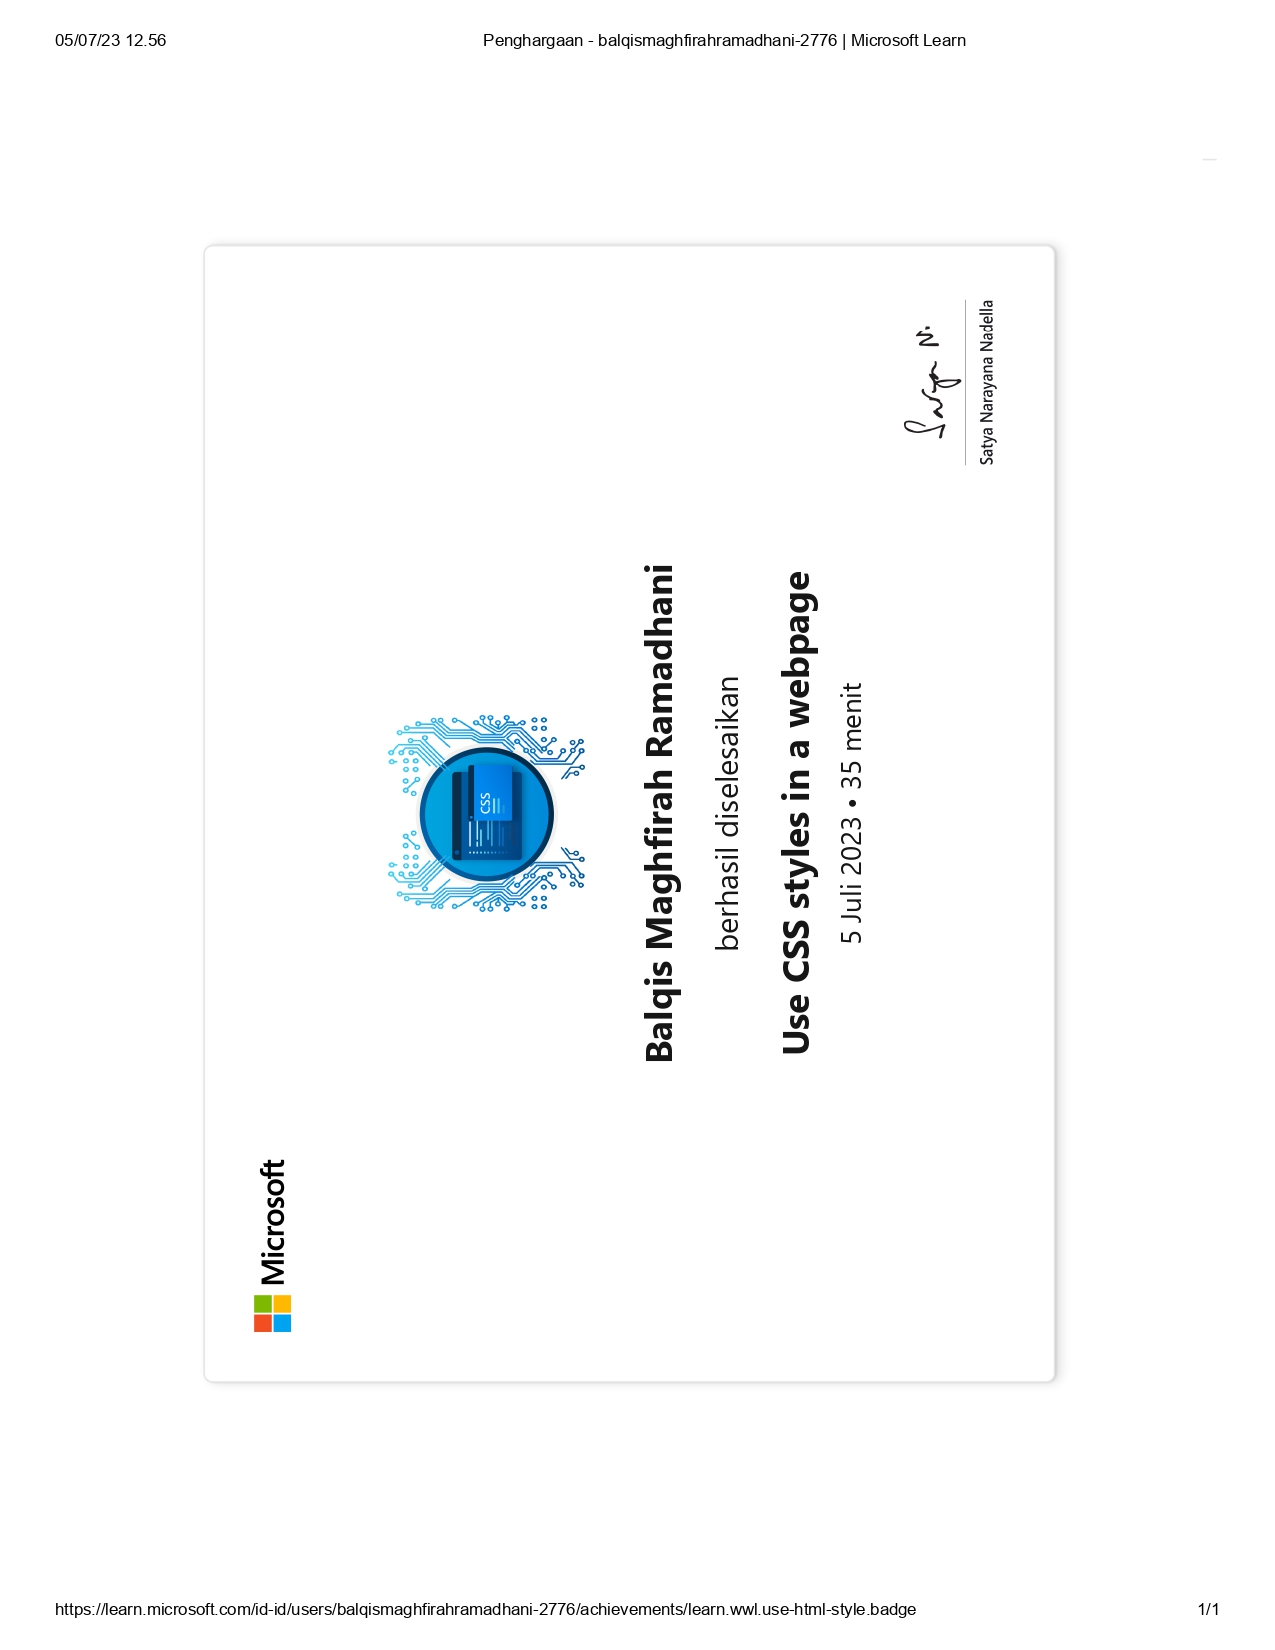 05/07/23 12.56
Penghargaan - balqismaghfirahramadhani-2776 | Microsoft Learn
Microsoft
CSS
Balqis Maghfirah Ramadhani
berhasil diselesaikan
Use CSS styles in a webpage
5 Juli 2023 • 35 menit
Satya N.
Satya Narayana Nadella
https://learn.microsoft.com/id-id/users/balqismaghfirahramadhani-2776/achievements/learn.wwl.use-html-style.badge
1/1